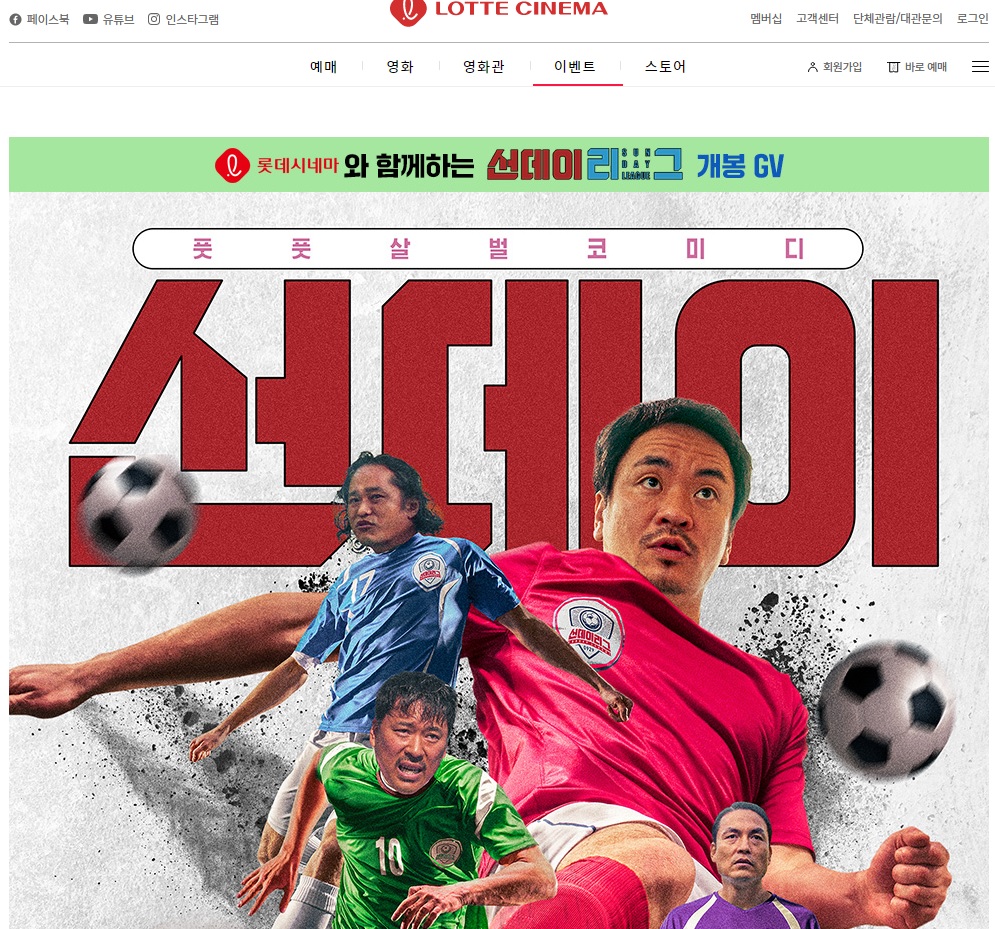 페이스북 유튜브 인스타그램
LOTTE CINEMA
멤버십 고객센터 단체관람/대관문의 로그인
예매 영화 영화관 이벤트 스토어
회원가입 바로 예매
롯데시네마와 함께하는 선데이리그 SUNDAY LEAGUE 개봉 GV
풋풋살벌코미디
선데이
17
선데이리그
10